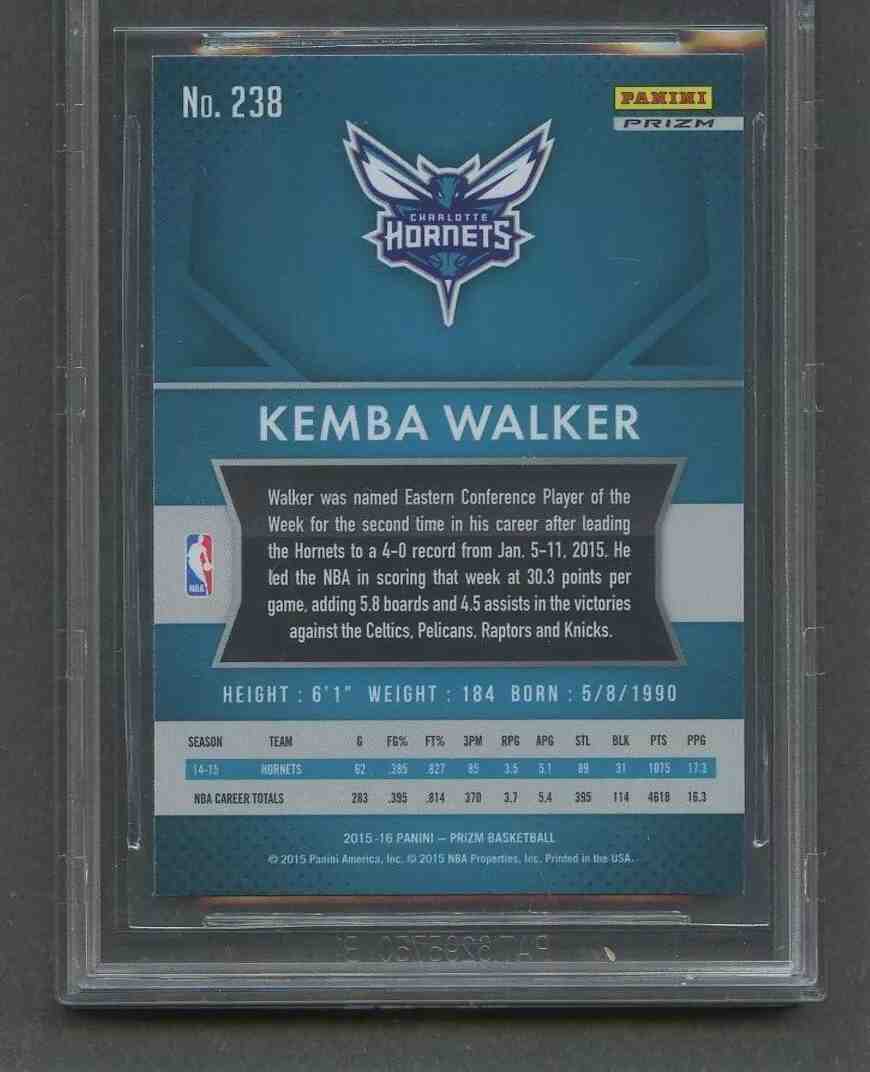 No. 238
PANINI
PRIZM
CHARLOTTE
HORNETS
KEMBA WALKER
Walker was named Eastern Conference Player of the
Week for the second time in his career after leading
the Hornets to a 4-0 record from Jan. 5-11, 2015. He
led the NBA in scoring that week at 30.3 points per
game, adding 5.8 boards and 4.5 assists in the victories
against the Celtics, Pelicans, Raptors and Knicks.
NBA
HEIGHT : 6'1" WEIGHT : 184 BORN : 5/8/1990
SEASON TEAM G FG% FT% 3PM RPG APG STL BLK PTS PPG
14-15 HORNETS 62 .385 .827 85 3.5 5.1 89 31 1075 17.3
NBA CAREER TOTALS 283 .395 .814 370 3.7 5.4 395 114 4618 16.3
2015-16 PANINI – PRIZM BASKETBALL
© 2015 Panini America, Inc. © 2015 NBA Properties, Inc. Printed in the USA.